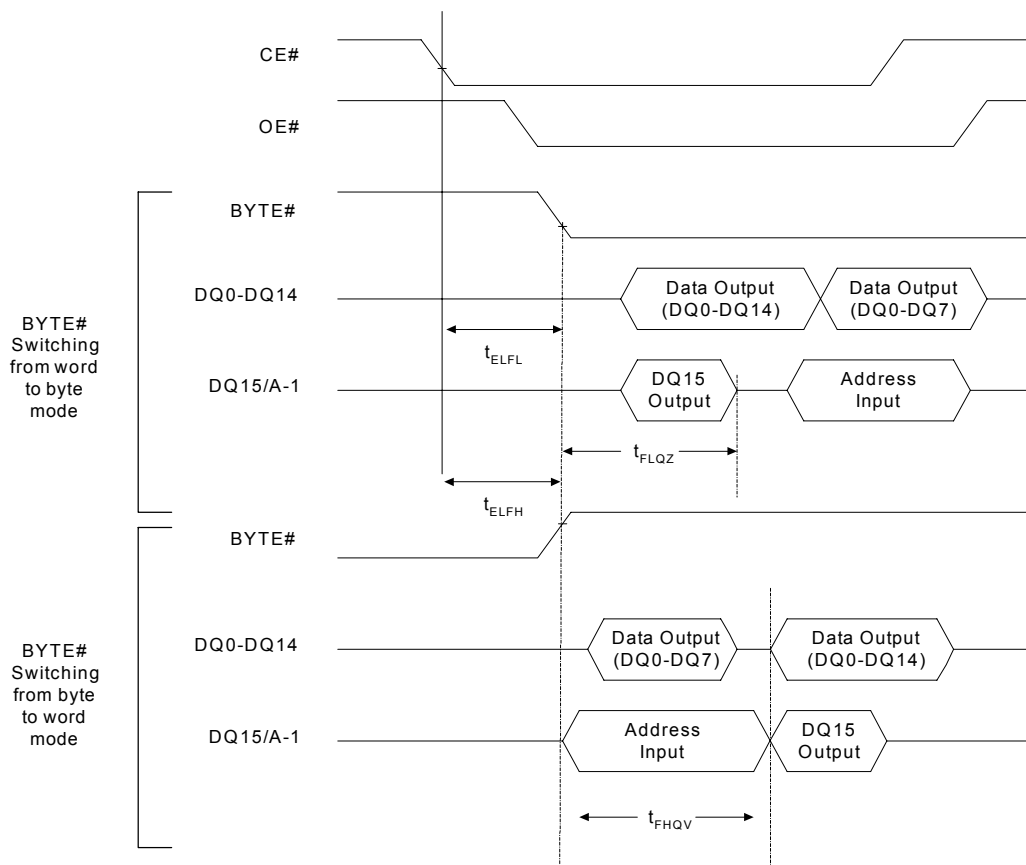 CE#
OE#
BYTE#
Switching
from word
to byte
mode
BYTE#
DQ0-DQ14
Data Output
(DQ0-DQ14)
Data Output
(DQ0-DQ7)
tELFL
DQ15/A-1
DQ15
Output
Address
Input
tFLQZ
tELFH
BYTE#
Switching
from byte
to word
mode
BYTE#
DQ0-DQ14
Data Output
(DQ0-DQ7)
Data Output
(DQ0-DQ14)
DQ15/A-1
Address
Input
DQ15
Output
tFHQV